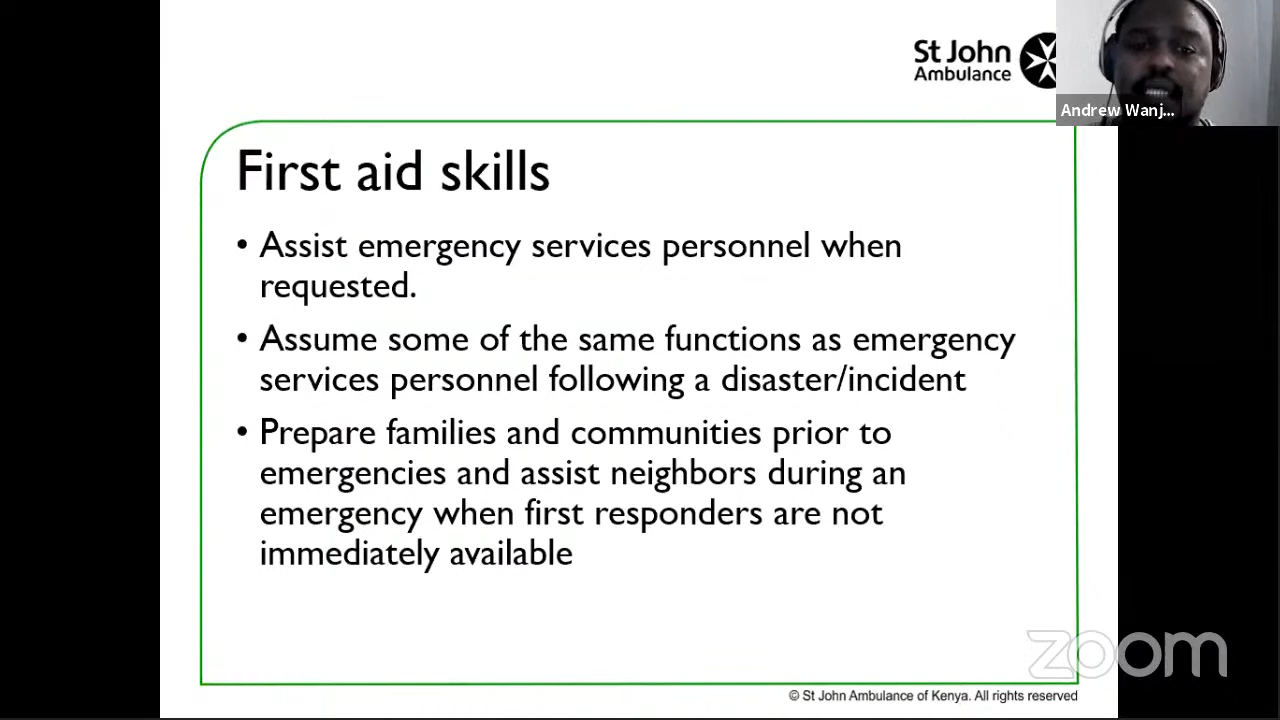 St John
Ambulance
Andrew Wanj...
First aid skills
• Assist emergency services personnel when
requested.
• Assume some of the same functions as emergency
services personnel following a disaster/incident
• Prepare families and communities prior to
emergencies and assist neighbors during an
emergency when first responders are not
immediately available
zoom
© St John Ambulance of Kenya. All rights reserved